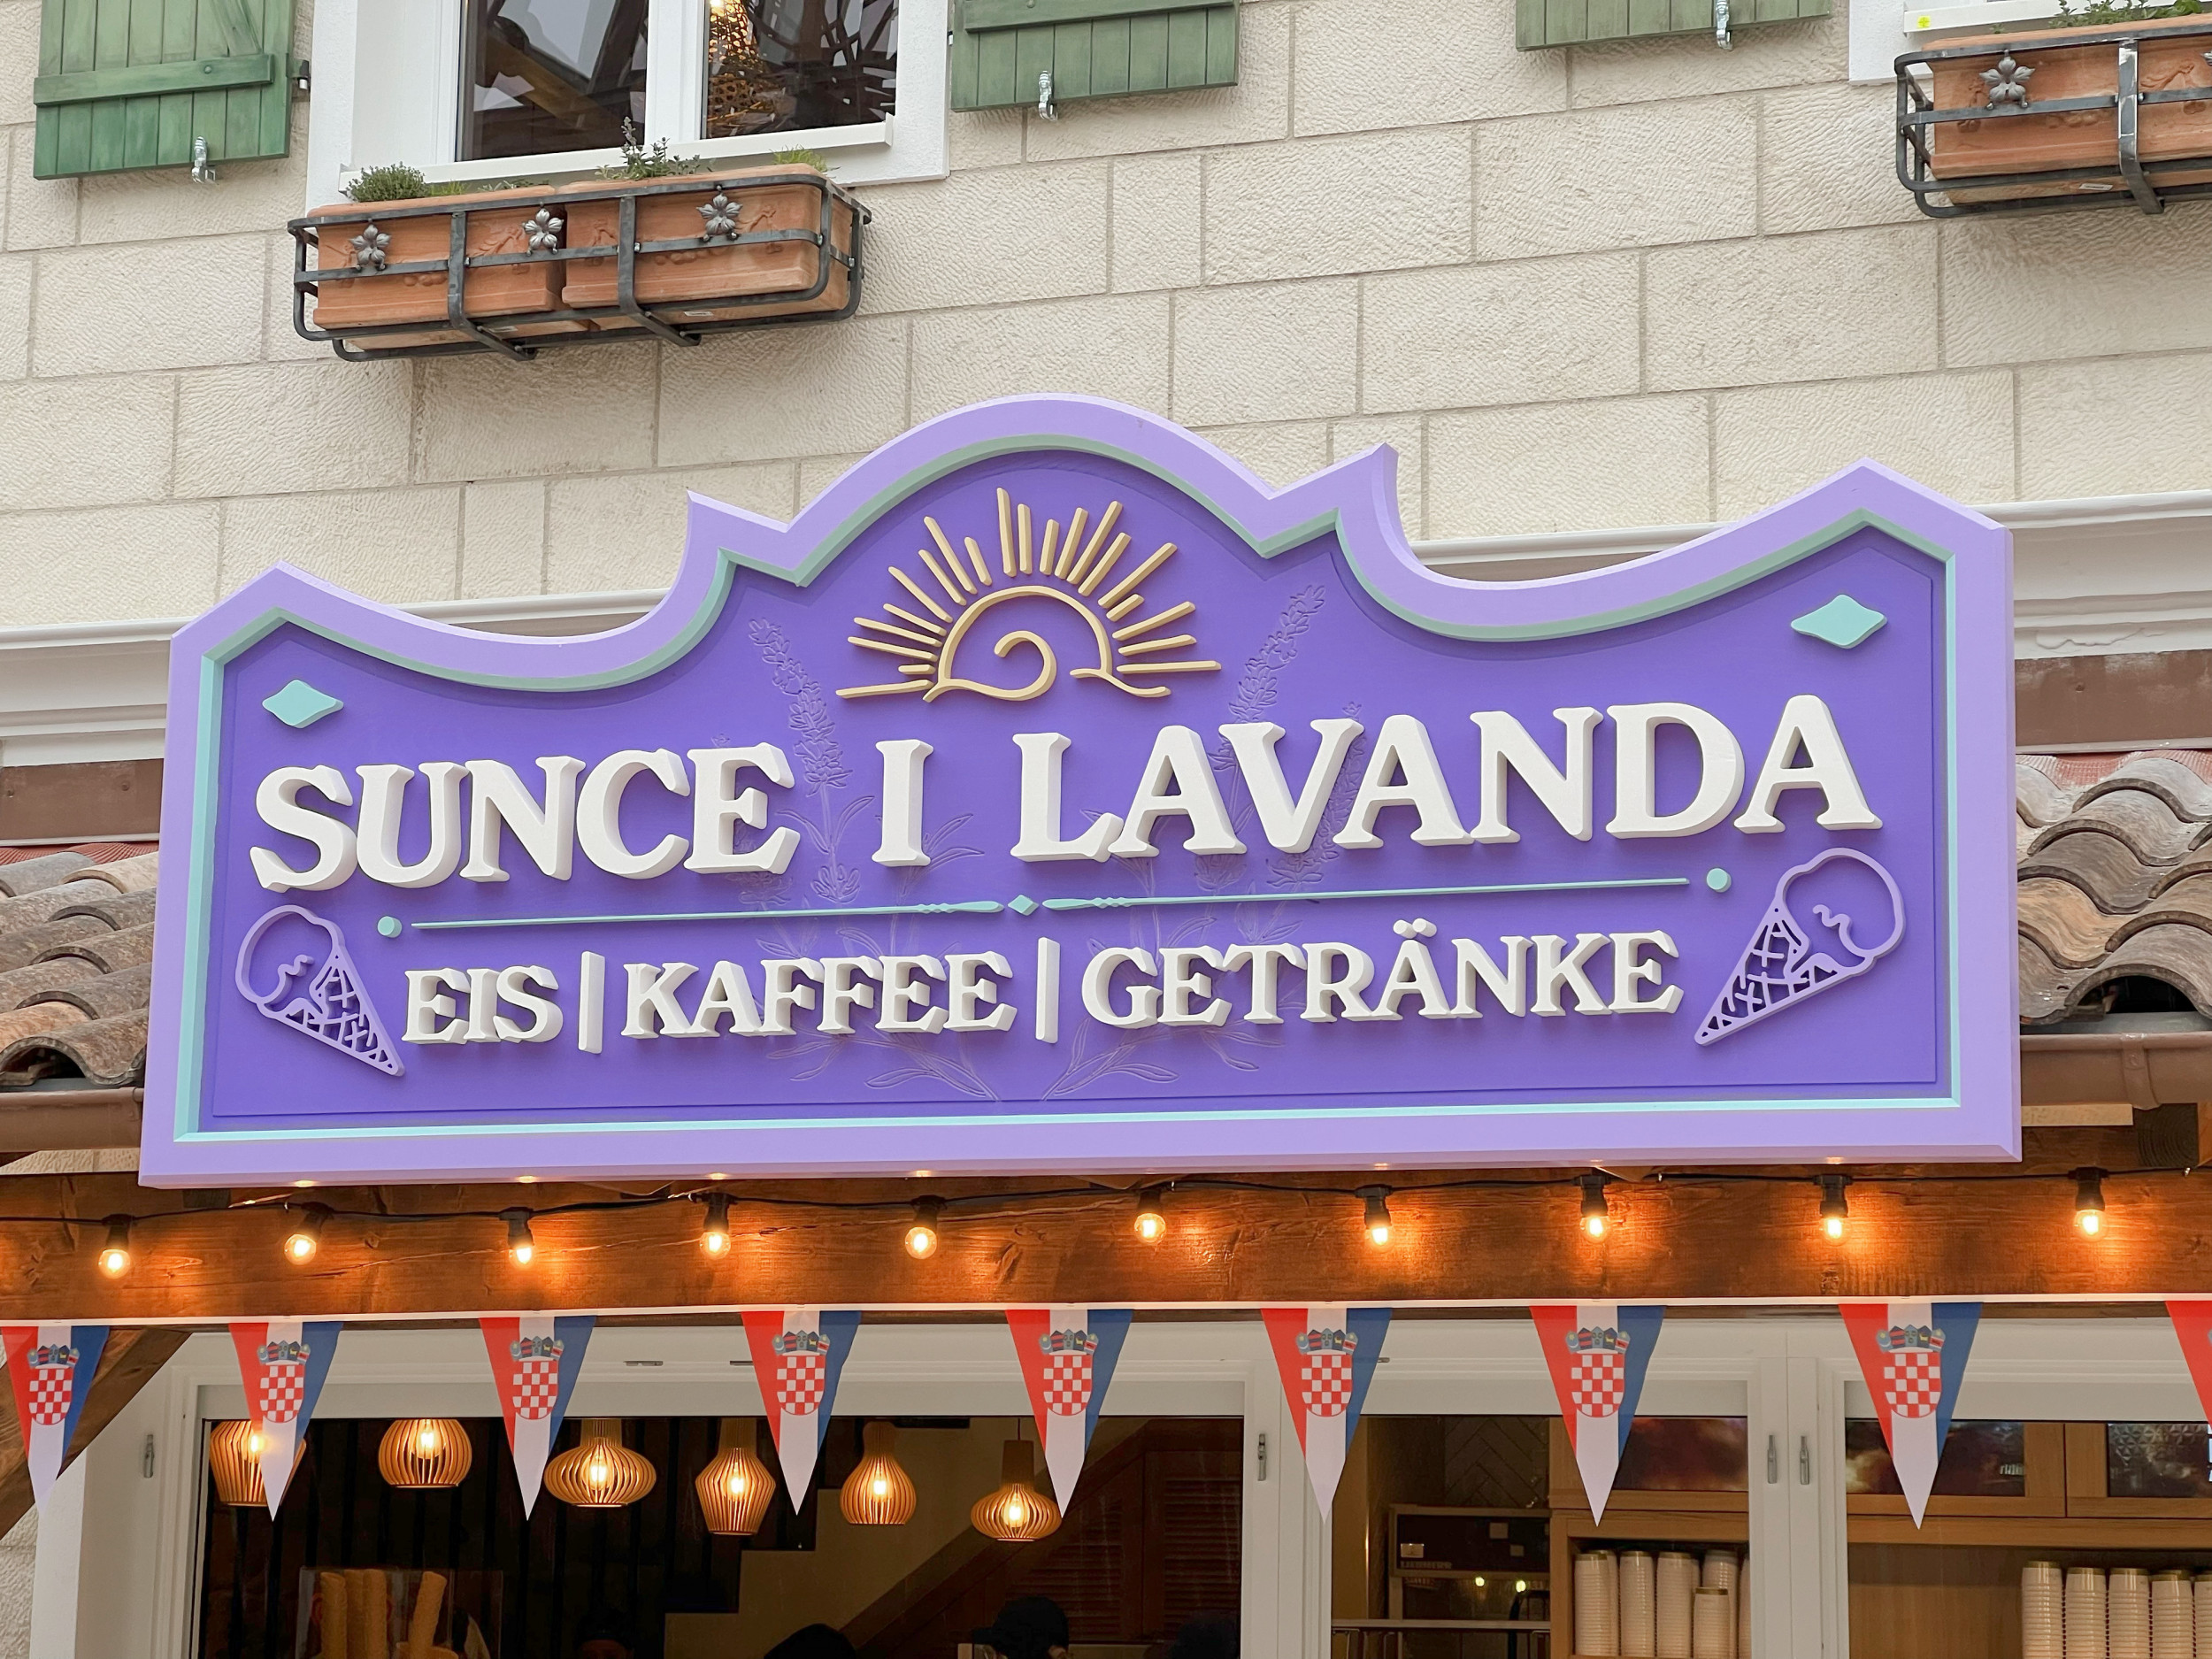 SUNCE I LAVANDA
EIS | KAFFEE | GETRÄNKE